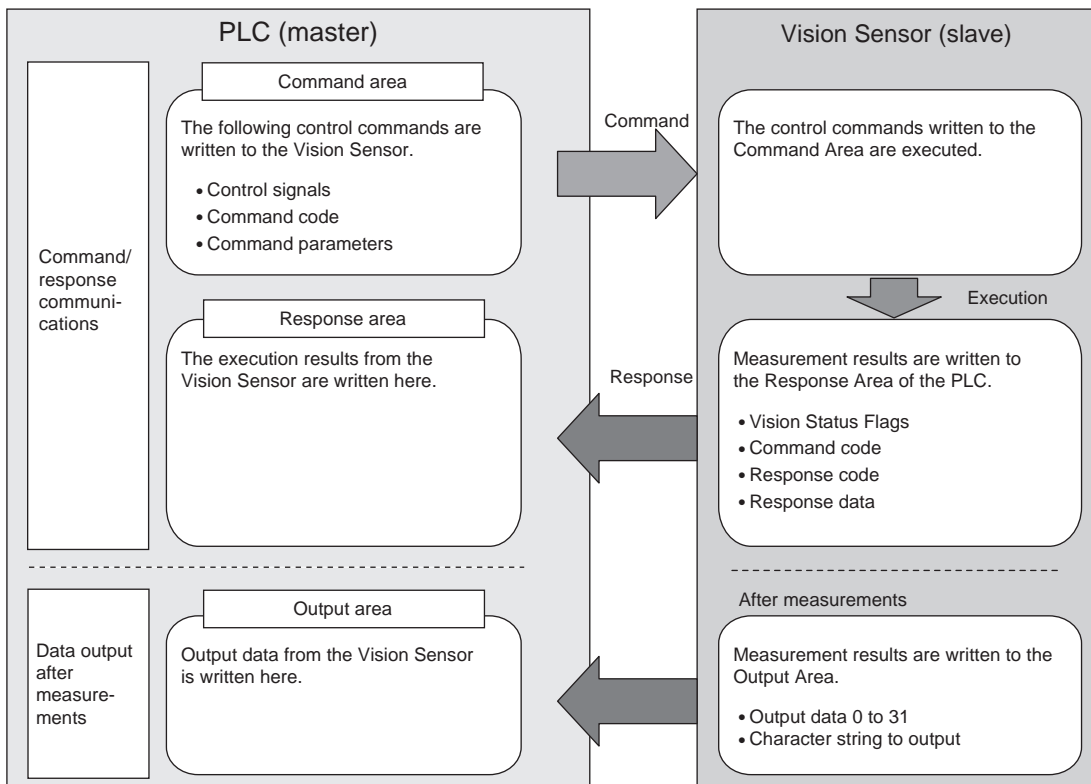 PLC (master)
Command/
response
communi-
cations
Command area
The following control commands are
written to the Vision Sensor.
• Control signals
• Command code
• Command parameters
Response area
The execution results from the
Vision Sensor are written here.
Data output
after
measure-
ments
Output area
Output data from the Vision Sensor
is written here.
Command
Response
Vision Sensor (slave)
The control commands written to the
Command Area are executed.
Execution
Measurement results are written to
the Response Area of the PLC.
• Vision Status Flags
• Command code
• Response code
• Response data
After measurements
Measurement results are written to the
Output Area.
• Output data 0 to 31
• Character string to output